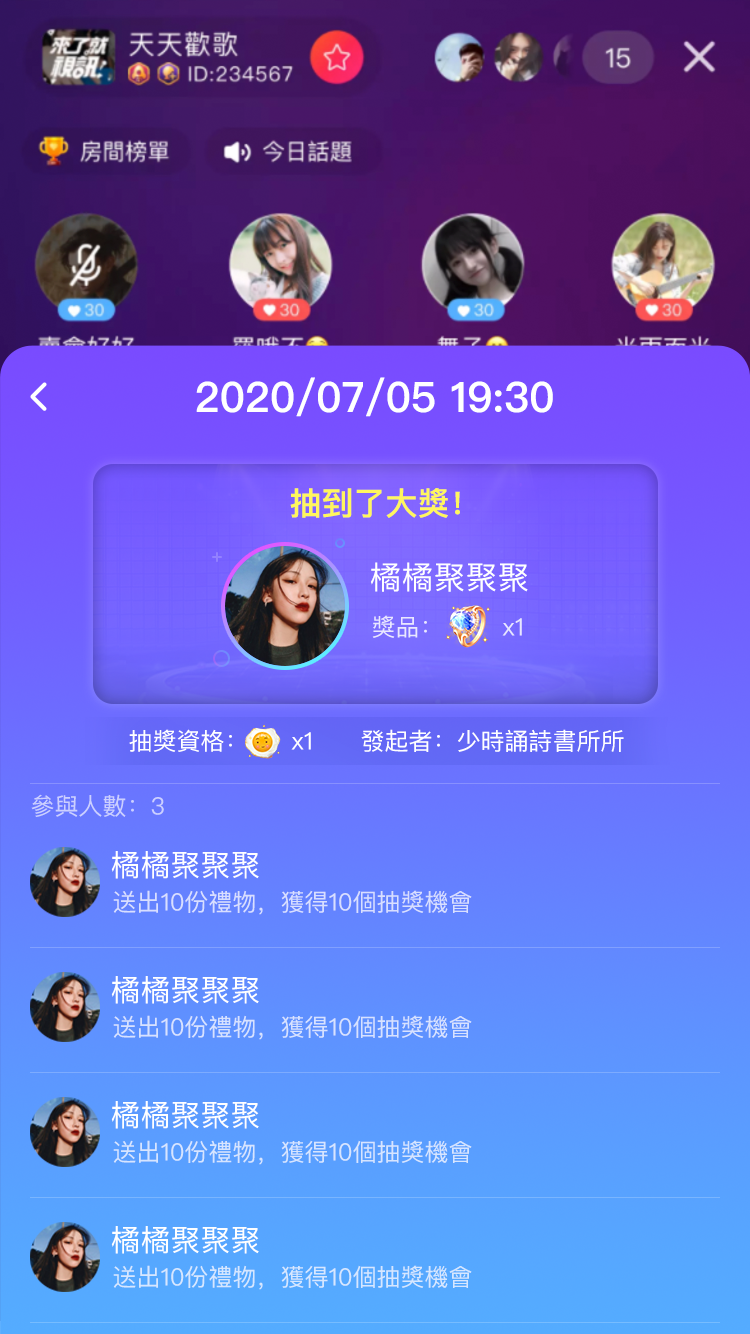 來了就
視訊!
天天歡歌
ID:234567
15
房間榜單
今日話題
30
30
30
30
2020/07/05 19:30
抽到了大獎!
橘橘聚聚聚
獎品: x1
抽獎資格: x1
發起者: 少時誦詩書所所
參與人數: 3
橘橘聚聚聚
送出10份禮物, 獲得10個抽獎機會
橘橘聚聚聚
送出10份禮物, 獲得10個抽獎機會
橘橘聚聚聚
送出10份禮物, 獲得10個抽獎機會
橘橘聚聚聚
送出10份禮物, 獲得10個抽獎機會